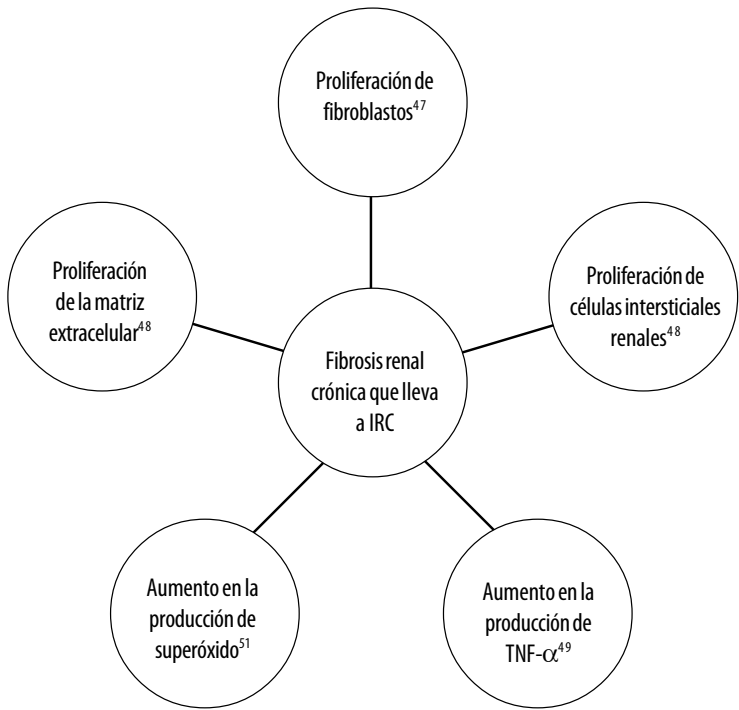 Proliferación de
fibroblastos⁴⁷
Proliferación
de la matriz
extracelular⁴⁸
Proliferación de
células intersticiales
renales⁴⁸
Fibrosis renal
crónica que lleva
a IRC
Aumento en la
producción de
superóxido⁵¹
Aumento en la
producción de
TNF-α⁴⁹